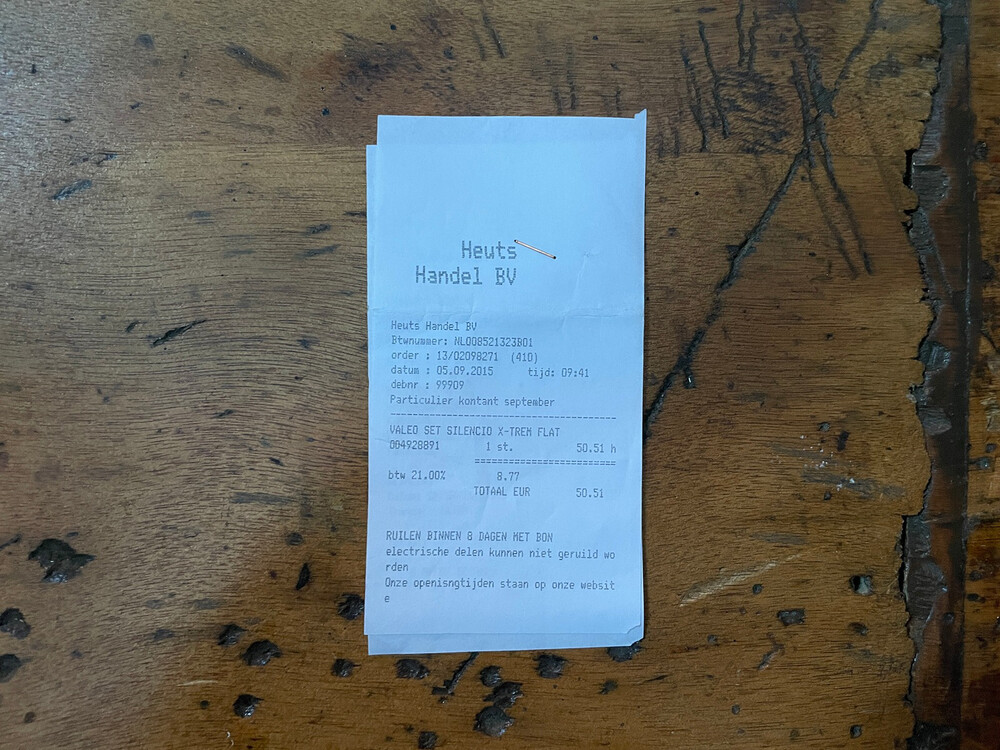 Heuts
Handel BV
Heuts Handel BV
Btwnummer: NL008521323B01
order : 13/02098271 (410)
datum : 05.09.2015 tijd: 09:41
debnr : 99909
Particulier kontant september
VALEO SET SILENCIO X-TREM FLAT
004928891 1 st. 50.51 h
btw 21.00% 8.77
TOTAAL EUR 50.51
RUILEN BINNEN 8 DAGEN MET BON
electrische delen kunnen niet geruild wo
rden
Onze openisngtijden staan op onze websit
e